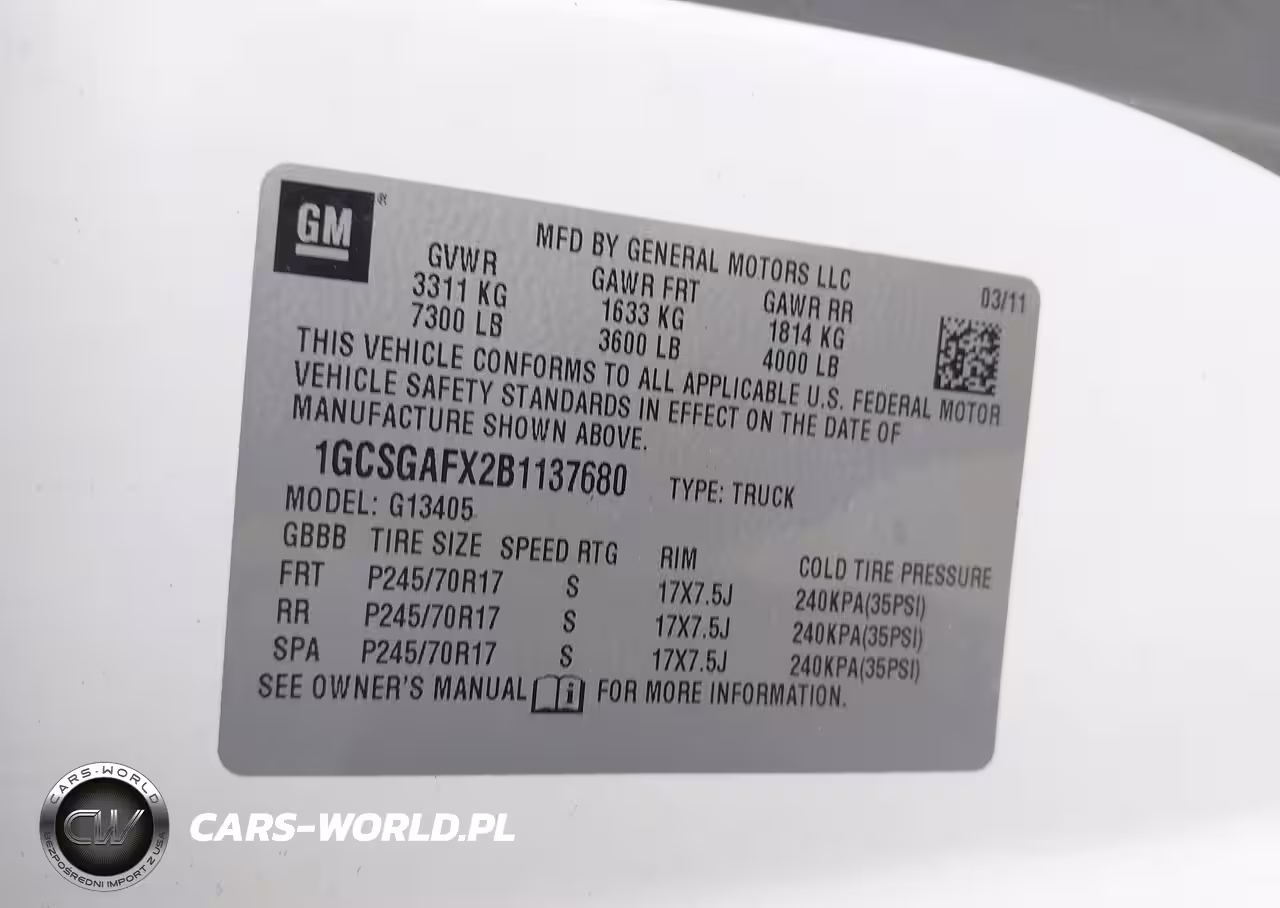 GM®
MFD BY GENERAL MOTORS LLC
03/11
GVWR GAWR FRT GAWR RR
3311 KG 1633 KG 1814 KG
7300 LB 3600 LB 4000 LB
THIS VEHICLE CONFORMS TO ALL APPLICABLE U.S. FEDERAL MOTOR
VEHICLE SAFETY STANDARDS IN EFFECT ON THE DATE OF
MANUFACTURE SHOWN ABOVE.
1GCSGAFX2B1137680 TYPE: TRUCK
MODEL: G13405
GBBB TIRE SIZE SPEED RTG RIM COLD TIRE PRESSURE
FRT P245/70R17 S 17X7.5J 240KPA(35PSI)
RR P245/70R17 S 17X7.5J 240KPA(35PSI)
SPA P245/70R17 S 17X7.5J 240KPA(35PSI)
SEE OWNER'S MANUAL FOR MORE INFORMATION.
CARS-WORLD
CW
BEZPOŚREDNI IMPORT Z USA
CARS-WORLD.PL